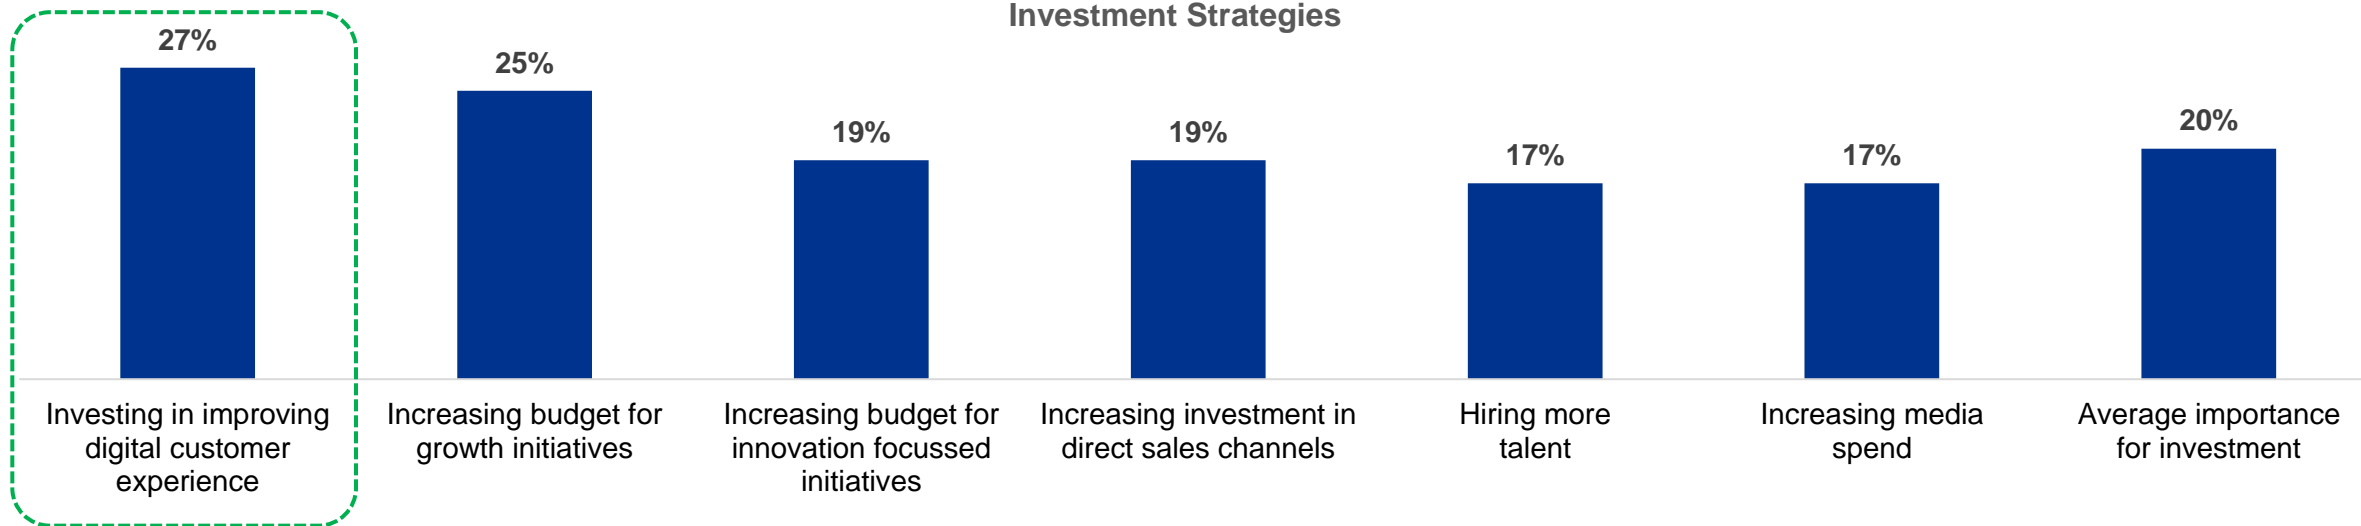 Investment Strategies
27%
25%
19%
19%
17%
17%
20%
Investing in improving
digital customer
experience
Increasing budget for
growth initiatives
Increasing budget for
innovation focussed
initiatives
Increasing investment in
direct sales channels
Hiring more
talent
Increasing media
spend
Average importance
for investment